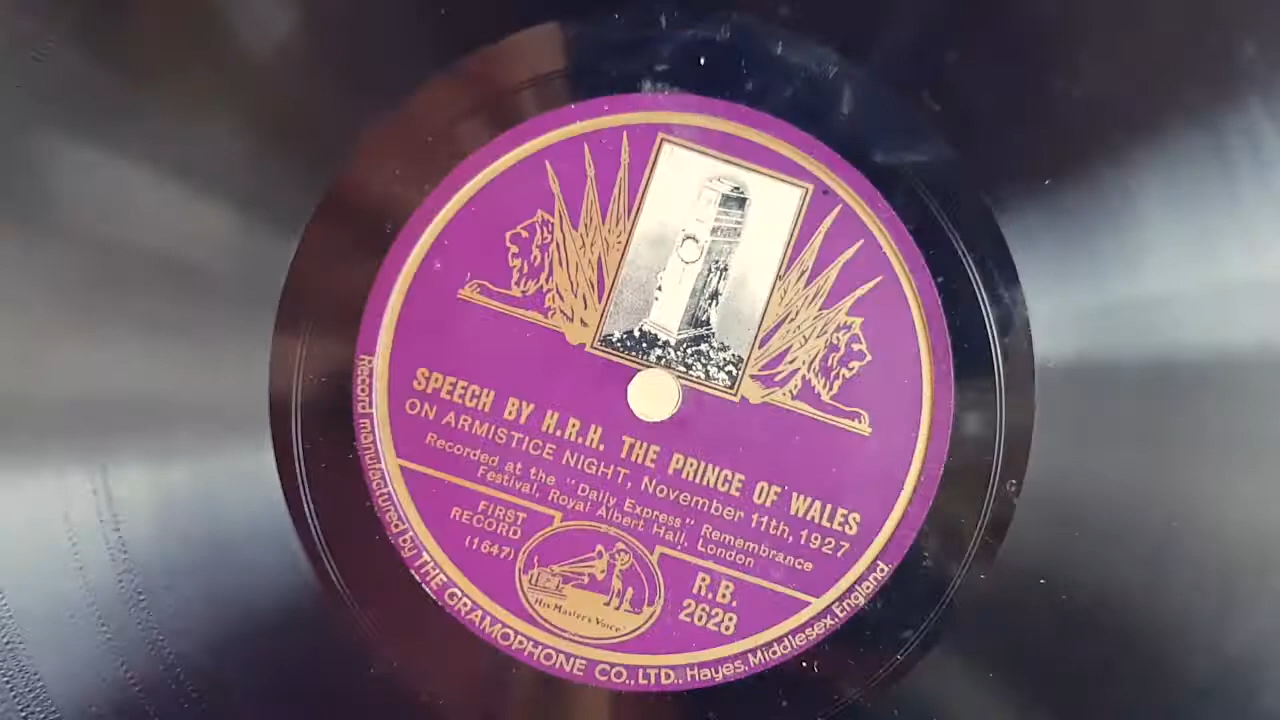 SPEECH BY H.R.H. THE PRINCE OF WALES
ON ARMISTICE NIGHT, November 11th, 1927
Recorded at the "Daily Express" Remembrance
Festival, Royal Albert Hall, London
FIRST
RECORD
(1647)
"His Master's Voice"
R.B.
2628
Record manufactured by THE GRAMOPHONE CO., LTD., Hayes, Middlesex, England.